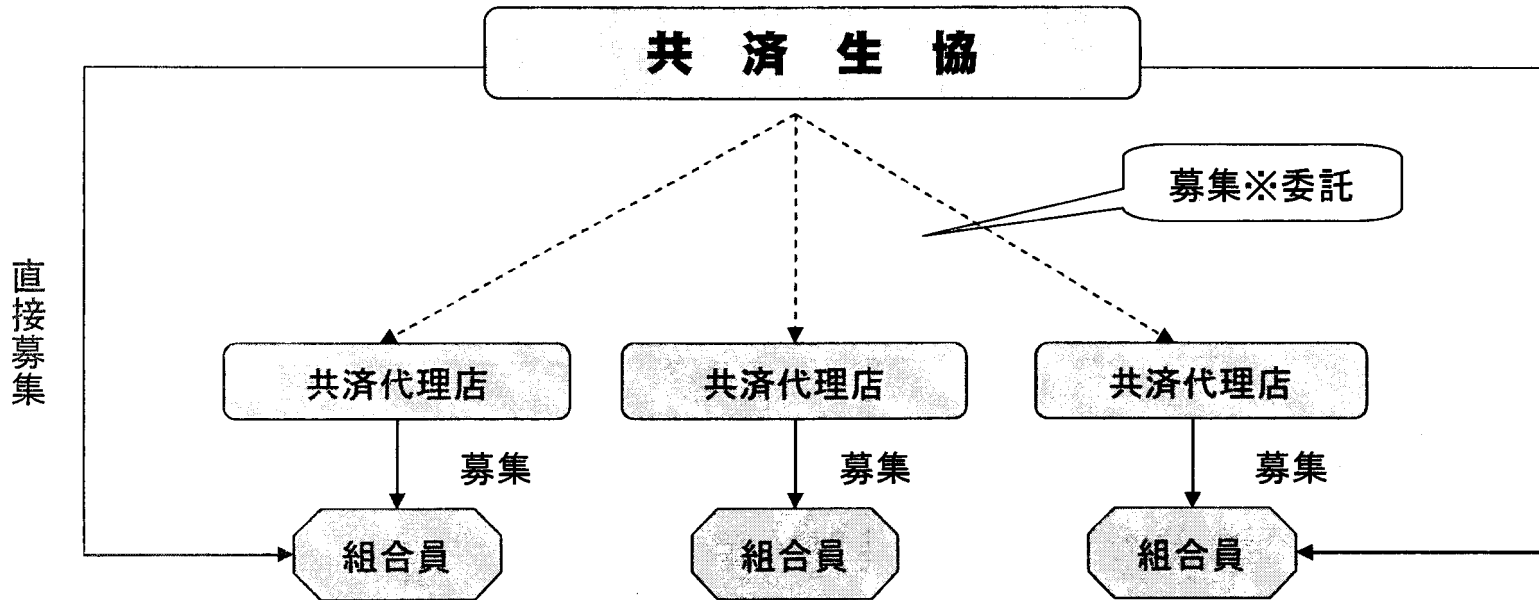 共済生協
募集※委託
直接募集
共済代理店
共済代理店
共済代理店
募集
募集
募集
組合員
組合員
組合員